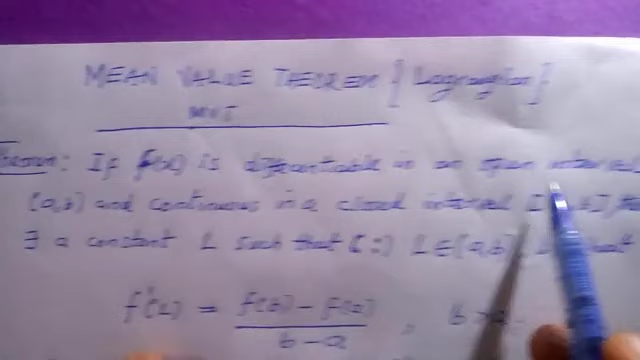 MEAN VALUE THEOREM [Lagrangian]
MVT
Theorem: If f(x) is differentiable in an open interval
(a,b) and continuous in a closed interval
∃ a constant L such that (:) L ∈ (a,b)
f'(L) = f(b) - f(a) / b - a , b >